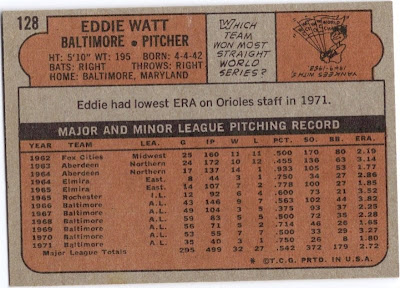 128
EDDIE WATT
BALTIMORE • PITCHER
HT: 5'10" WT: 195 BORN: 4-4-42
BATS: RIGHT THROWS: RIGHT
HOME: BALTIMORE, MARYLAND
WHICH
TEAM
WON MOST
STRAIGHT
WORLD
SERIES?
YANKEES WITH 5
1949-1953
Eddie had lowest ERA on Orioles staff in 1971.
MAJOR AND MINOR LEAGUE PITCHING RECORD
YEAR TEAM LEA. G IP W L PCT. SO. BB. ERA.
1962 Fox Cities Midwest 25 160 11 11 .500 170 80 2.19
1963 Aberdeen Northern 24 172 10 12 .455 136 53 3.14
1964 Aberdeen Northern 17 137 14 1 .933 105 53 1.77
1964 Elmira East. 8 44 3 1 .750 34 27 2.86
Elmira East. .778 100 27 1.85
1965 Rochester I.L. 12 92 6 4 .600 73 31 3.52
1966 Baltimore A.L. 43 146 9 7 .563 102 44 3.82
1967 Baltimore A.L. 49 104 3 5 .375 93 37 2.25
1968 Baltimore A.L. 59 83 5 5 .500 72 35 2.28
1969 Baltimore A.L. 56 71 5 2 .714 46 26 1.65
1970 Baltimore A.L. 53 55 7 7 .500 33 29 3.27
1971 Baltimore A.L. 35 40 3 1 .750 26 8 1.80
Major League Totals 295 499 32 27 .542 372 179 2.72
* © T.C.G. PRTD. IN U.S.A.